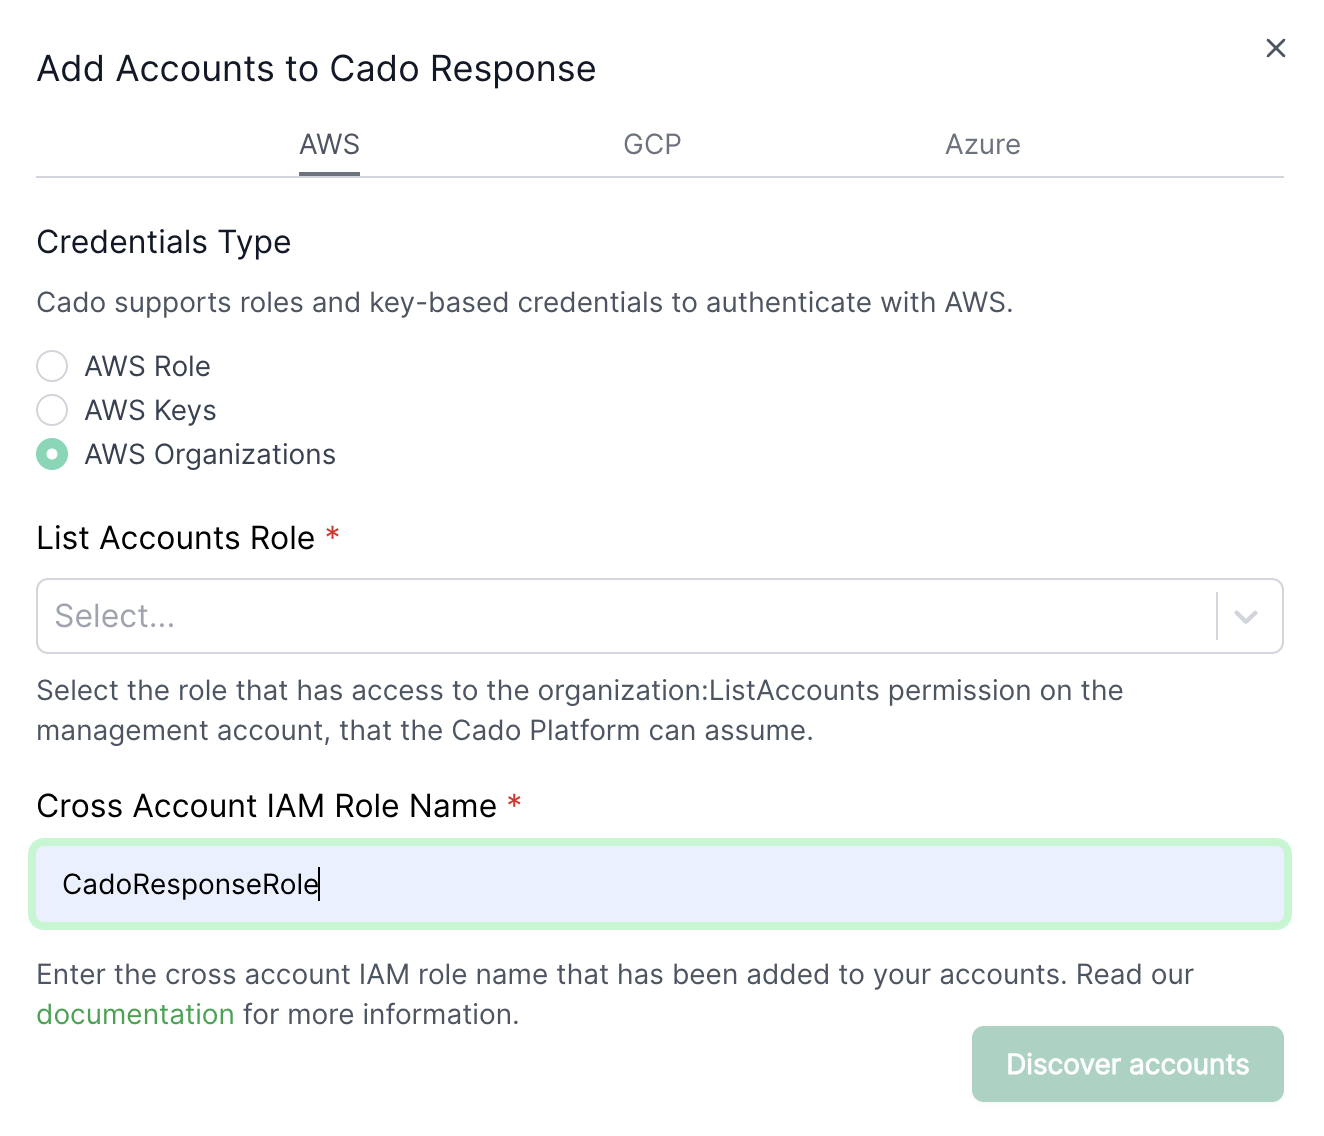 Add Accounts to Cado Response
AWS
GCP
Azure
Credentials Type
Cado supports roles and key-based credentials to authenticate with AWS.
AWS Role
AWS Keys
AWS Organizations
List Accounts Role *
Select...
Select the role that has access to the organization:ListAccounts permission on the
management account, that the Cado Platform can assume.
Cross Account IAM Role Name *
CadoResponseRole
Enter the cross account IAM role name that has been added to your accounts. Read our
documentation for more information.
Discover accounts